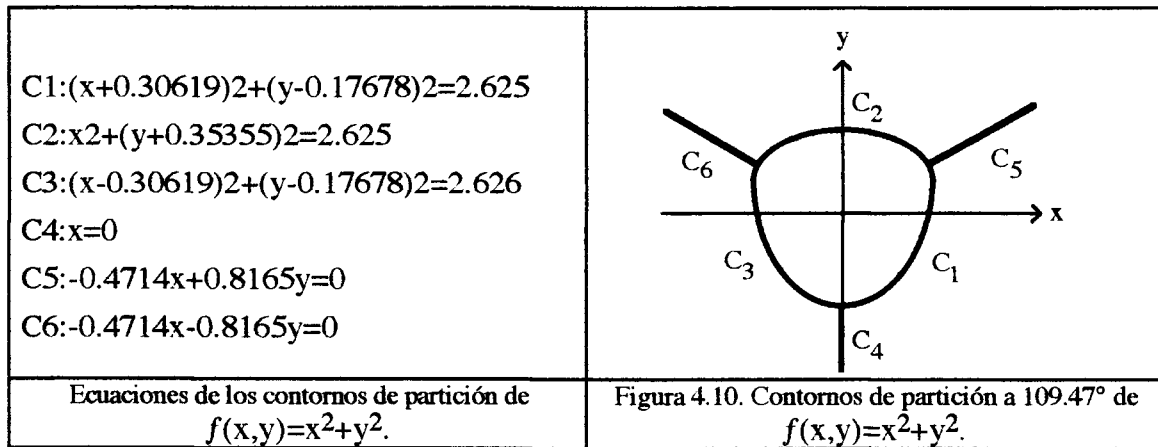 C1:(x+0.30619)2+(y-0.17678)2=2.625
C2:x2+(y+0.35355)2=2.625
C3:(x-0.30619)2+(y-0.17678)2=2.626
C4:x=0
C5:-0.4714x+0.8165y=0
C6:-0.4714x-0.8165y=0
Ecuaciones de los contornos de partición de
f(x,y)=x²+y².
y
C₂
C₆
C₅
x
C₃
C₁
C₄
Figura 4.10. Contornos de partición a 109.47° de
f(x,y)=x²+y².